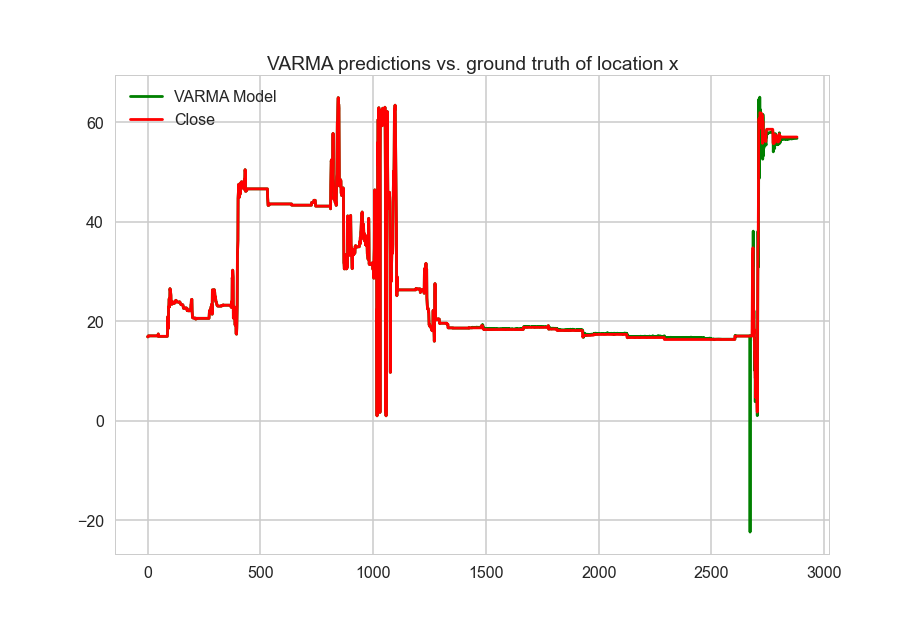 VARMA predictions vs. ground truth of location x
VARMA Model
Close
60
40
20
0
−20
0 500 1000 1500 2000 2500 3000